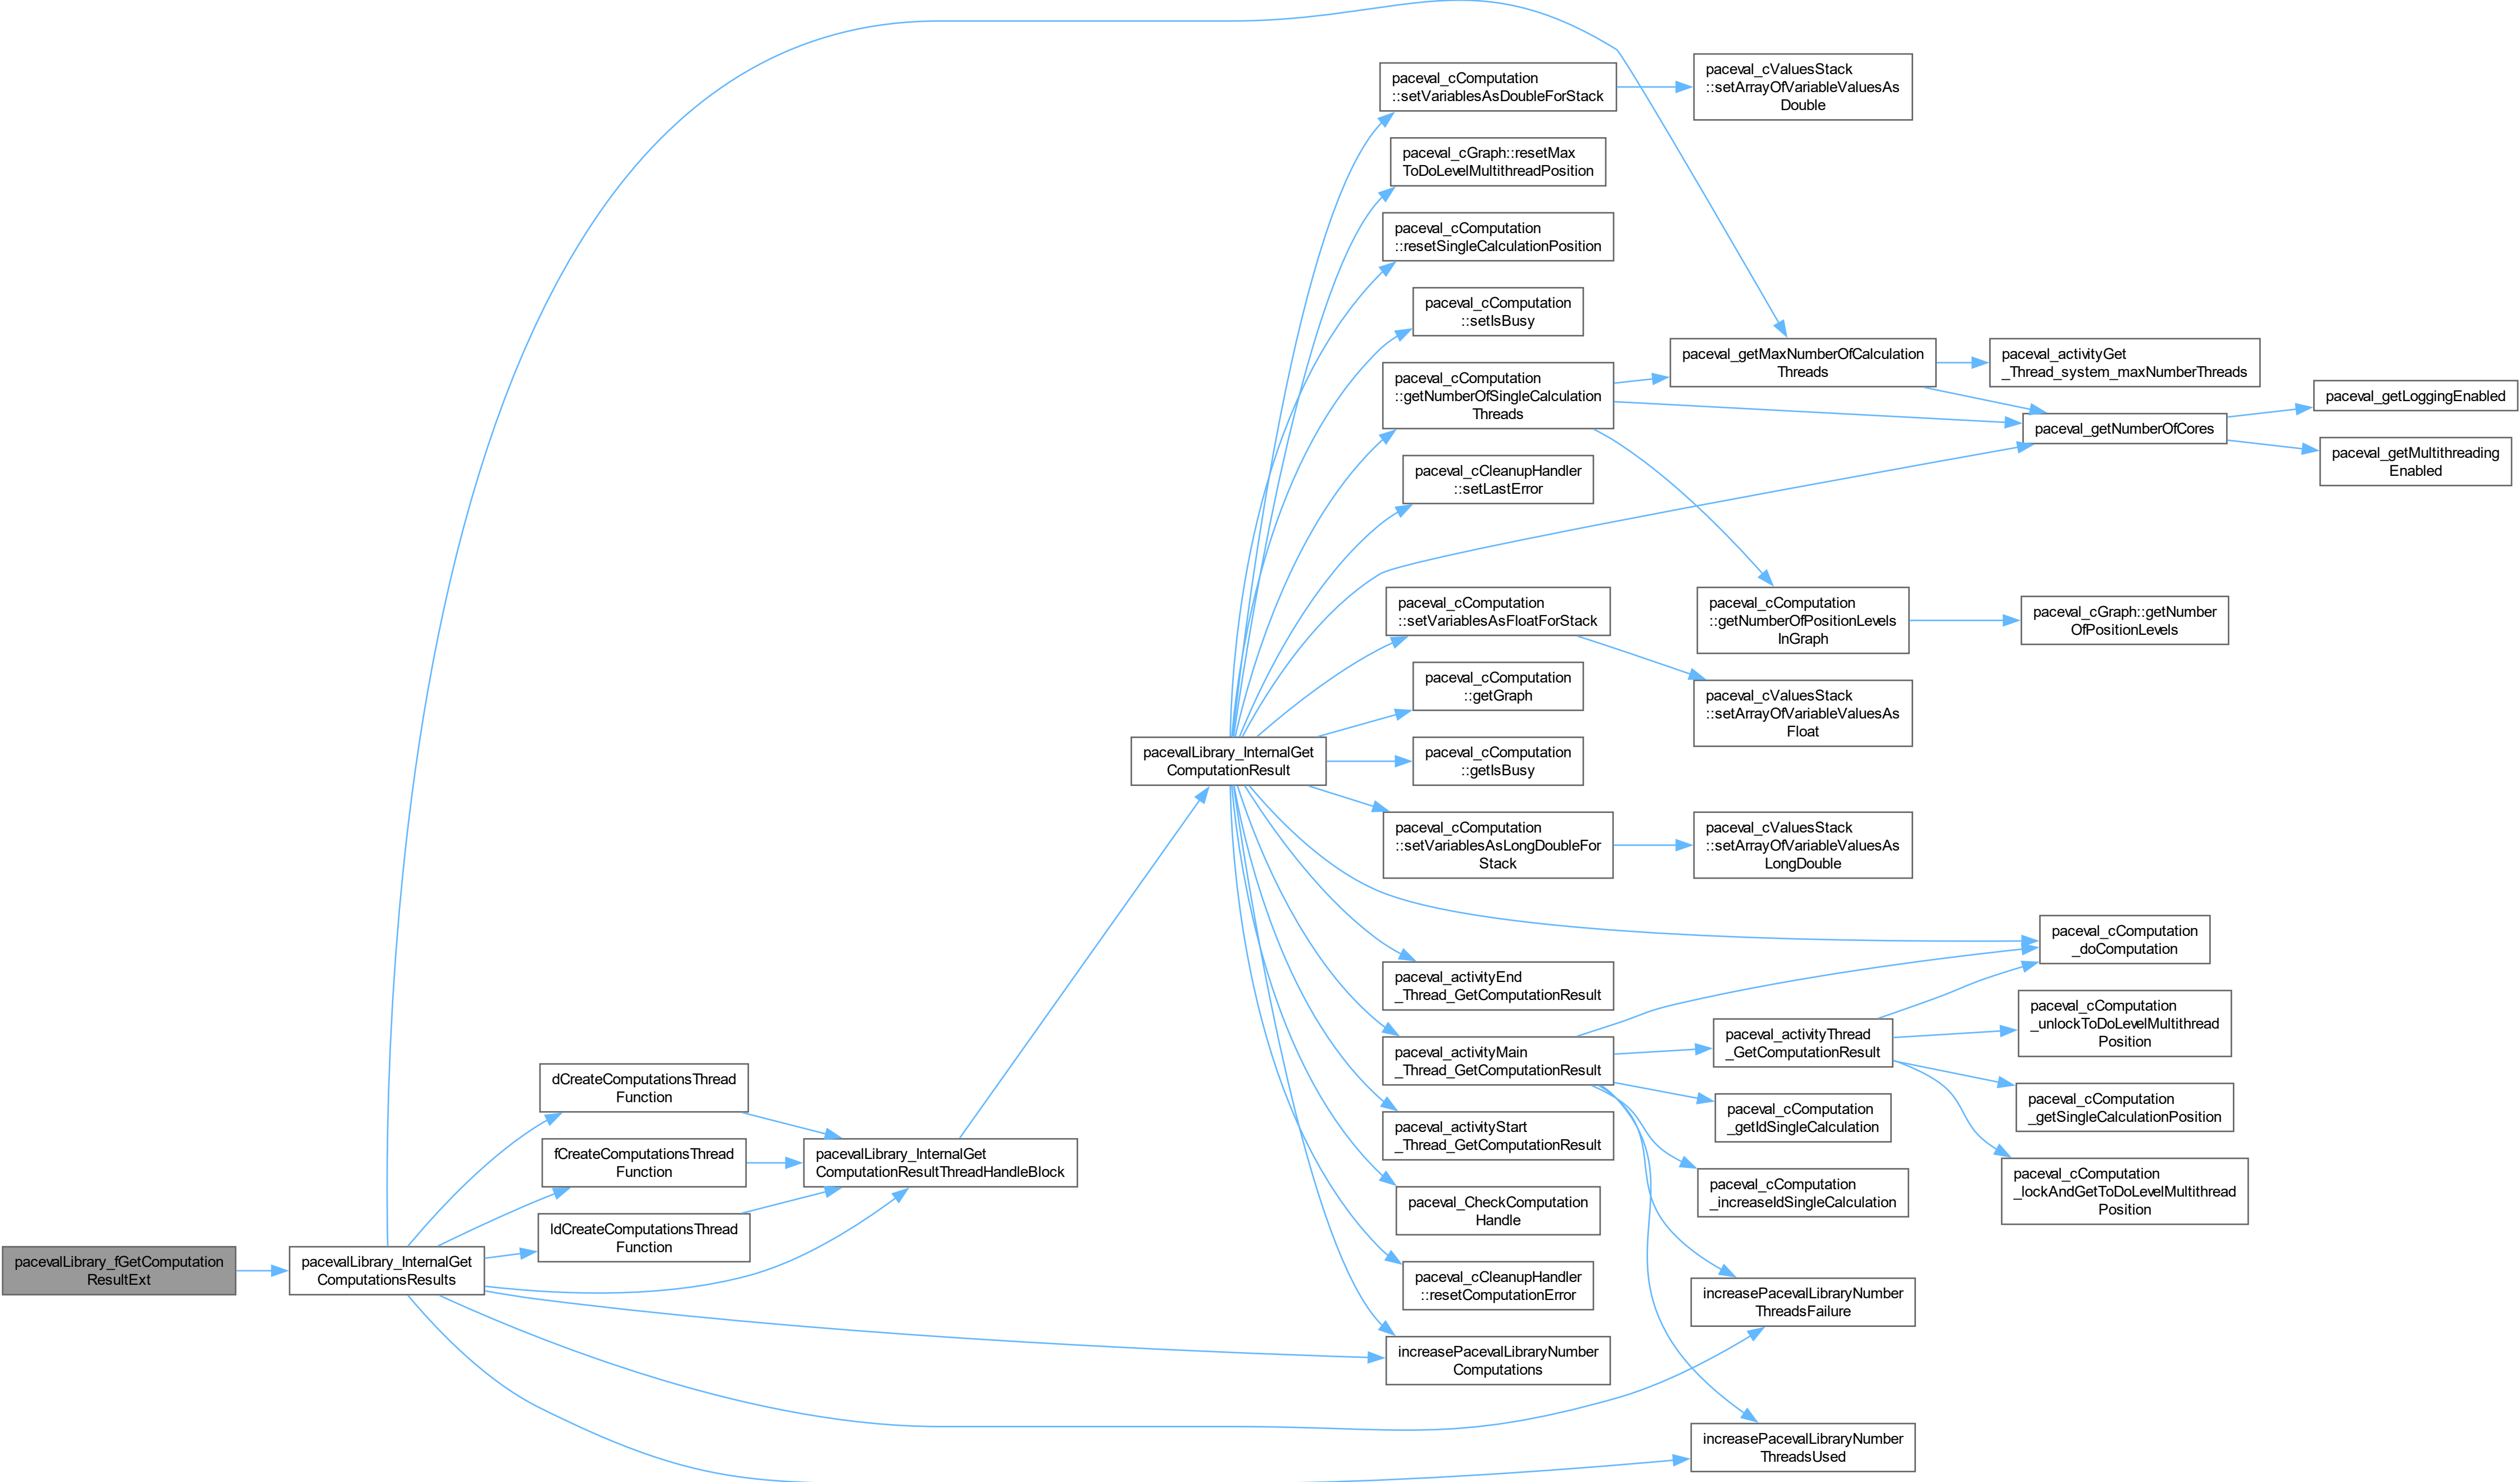 paceval_cComputation
::setVariablesAsDoubleForStack
paceval_cValuesStack
::setArrayOfVariableValuesAs
Double
paceval_cGraph::resetMax
ToDoLevelMultithreadPosition
paceval_cComputation
::resetSingleCalculationPosition
paceval_cComputation
::setIsBusy
paceval_getMaxNumberOfCalculation
Threads
paceval_activityGet
_Thread_system_maxNumberThreads
paceval_cComputation
::getNumberOfSingleCalculation
Threads
paceval_getLoggingEnabled
paceval_getNumberOfCores
paceval_getMultithreading
Enabled
paceval_cCleanupHandler
::setLastError
paceval_cComputation
::setVariablesAsFloatForStack
paceval_cComputation
::getNumberOfPositionLevels
InGraph
paceval_cGraph::getNumber
OfPositionLevels
paceval_cComputation
::getGraph
paceval_cValuesStack
::setArrayOfVariableValuesAs
Float
pacevalLibrary_InternalGet
ComputationResult
paceval_cComputation
::getIsBusy
paceval_cComputation
::setVariablesAsLongDoubleFor
Stack
paceval_cValuesStack
::setArrayOfVariableValuesAs
LongDouble
paceval_cComputation
_doComputation
paceval_activityEnd
_Thread_GetComputationResult
paceval_cComputation
_unlockToDoLevelMultithread
Position
paceval_activityMain
_Thread_GetComputationResult
paceval_activityThread
_GetComputationResult
dCreateComputationsThread
Function
paceval_cComputation
_getIdSingleCalculation
paceval_cComputation
_getSingleCalculationPosition
paceval_activityStart
_Thread_GetComputationResult
fCreateComputationsThread
Function
pacevalLibrary_InternalGet
ComputationResultThreadHandleBlock
paceval_cComputation
_increaseIdSingleCalculation
paceval_cComputation
_lockAndGetToDoLevelMultithread
Position
paceval_CheckComputation
Handle
ldCreateComputationsThread
Function
pacevalLibrary_fGetComputation
ResultExt
pacevalLibrary_InternalGet
ComputationsResults
paceval_cCleanupHandler
::resetComputationError
increasePacevalLibraryNumber
ThreadsFailure
increasePacevalLibraryNumber
Computations
increasePacevalLibraryNumber
ThreadsUsed